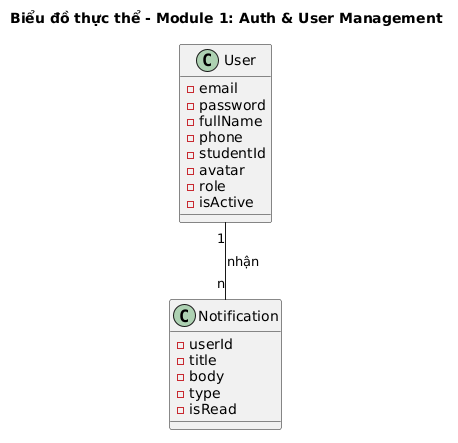 Biểu đồ thực thể - Module 1: Auth & User Management
C User
email
password
fullName
phone
studentId
avatar
role
isActive
1
nhận
n
C Notification
userId
title
body
type
isRead